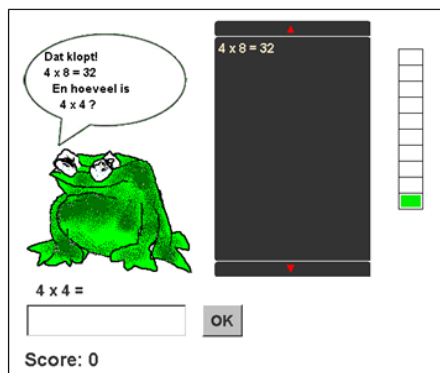 Dat klopt!
4 x 8 = 32
En hoeveel is
4 x 4 ?
4 x 8 = 32
4 x 4 =
OK
Score: 0